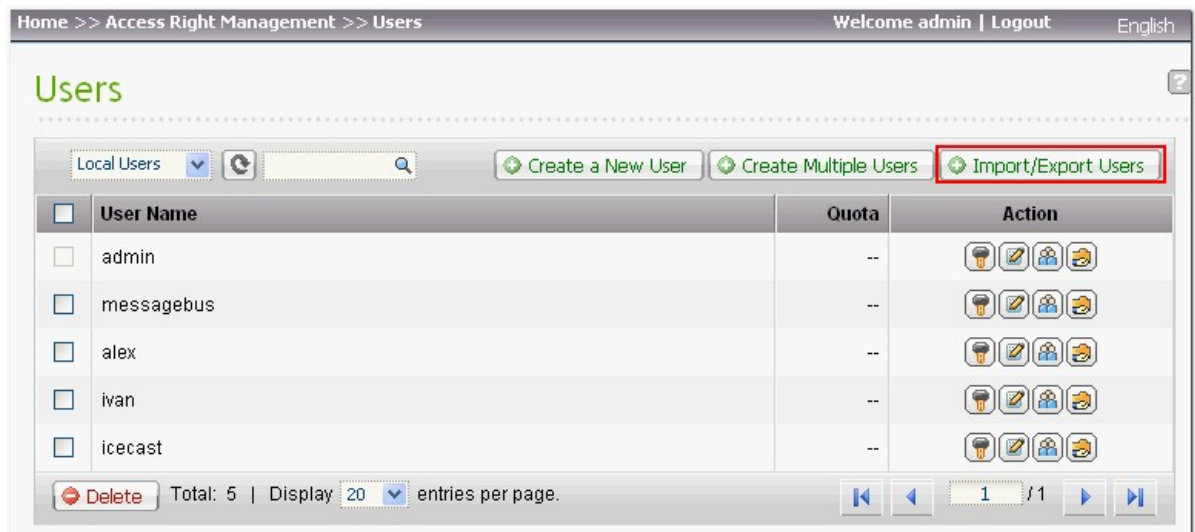 Home >> Access Right Management >> Users Welcome admin | Logout English
Users
Local Users Create a New User Create Multiple Users Import/Export Users
User Name Quota Action
admin --
messagebus --
alex --
ivan --
icecast --
Delete Total: 5 | Display 20 entries per page. 1 /1